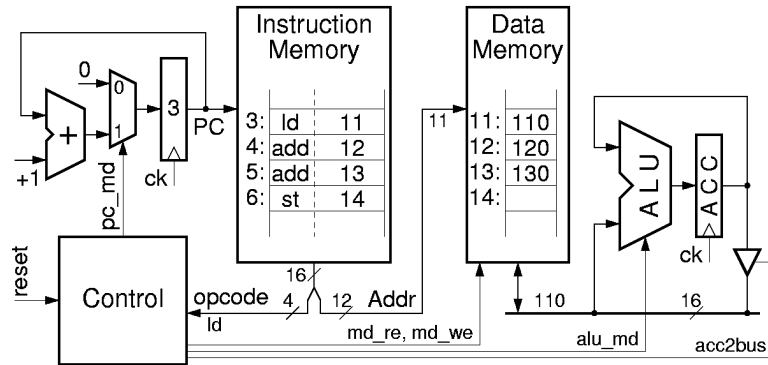 Instruction
Memory
Data
Memory
0
0
1
3
PC
+
+1
ck
pc_md
3: ld 11
4: add 12
5: add 13
6: st 14
11
11: 110
12: 120
13: 130
14:
ALU
ACC
ck
reset
Control
16
opcode
4
12
Addr
ld
110
16
md_re, md_we
alu_md
acc2bus